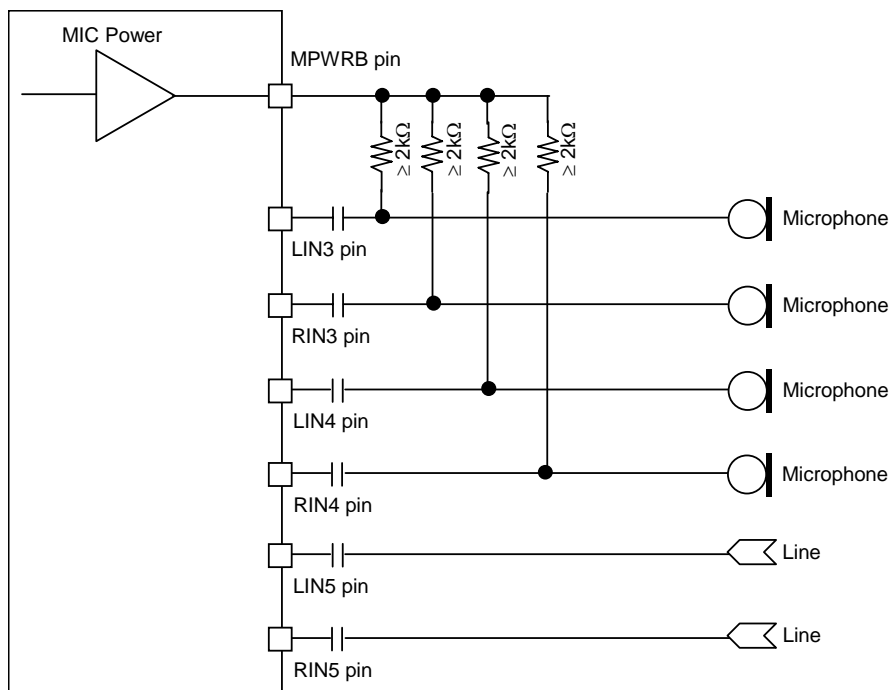 MIC Power
MPWRB pin
≥ 2kΩ
≥ 2kΩ
≥ 2kΩ
≥ 2kΩ
LIN3 pin
Microphone
RIN3 pin
Microphone
LIN4 pin
Microphone
RIN4 pin
Microphone
LIN5 pin
Line
RIN5 pin
Line